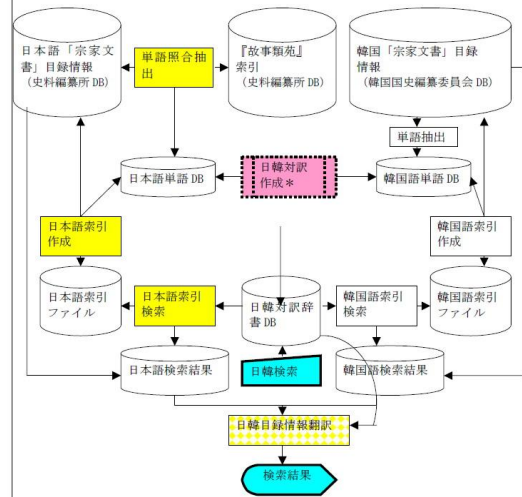 日本語「宗家文
書」目録情報
（史料編纂所 DB）
単語照合抽
出
『故事類苑』
索引
（史料編纂所 DB）
韓国「宗家文書」目録
情報
（韓国国史編纂委員会 DB）
単語抽出
日本語単語 DB
日韓対訳
作成＊
韓国語単語 DB
日本語索引
作成
韓国語索引
作成
日本語索引
ファイル
日本語索引
検索
日韓対訳辞
書 DB
韓国語索引
検索
韓国語索引
ファイル
日本語検索結果
日韓検索
韓国語検索結果
日韓目録情報翻訳
検索結果